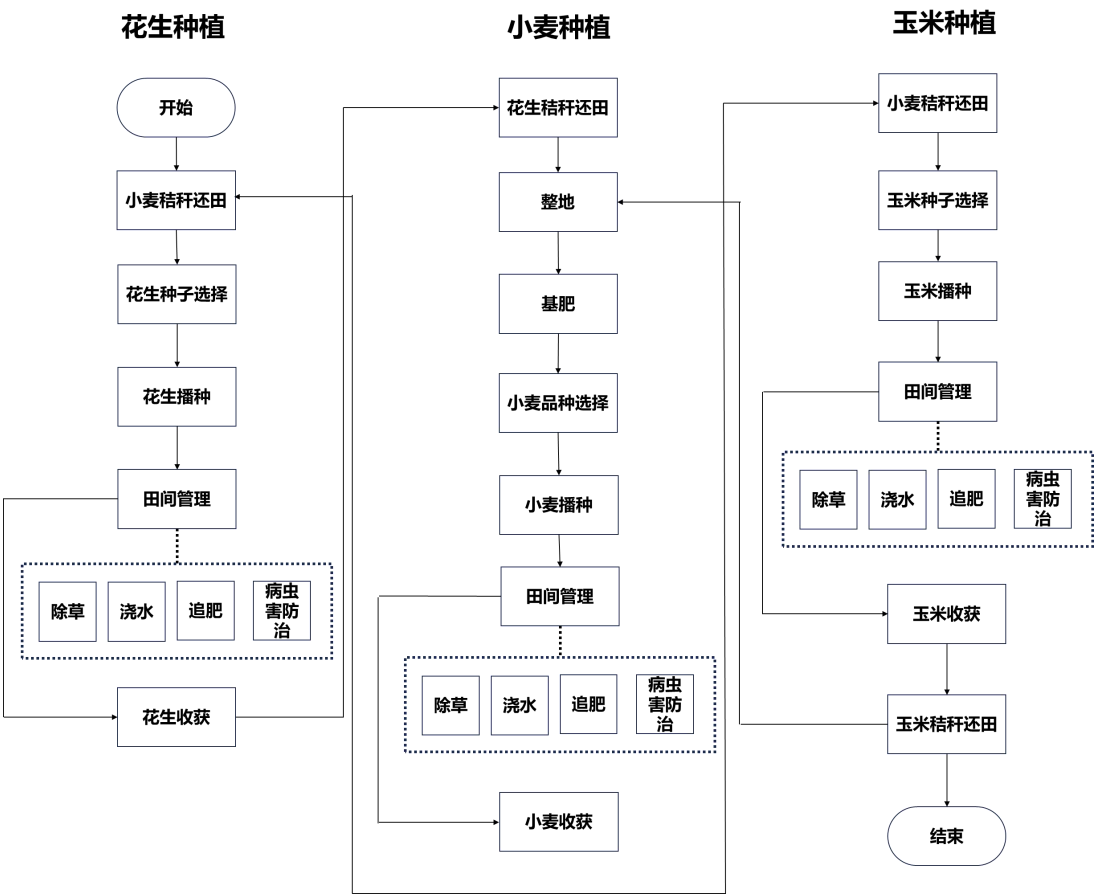 花生种植
开始
小麦秸秆还田
花生种子选择
花生播种
田间管理
除草
浇水
追肥
病虫
害防
治
花生收获
小麦种植
花生秸秆还田
整地
基肥
小麦品种选择
小麦播种
田间管理
除草
浇水
追肥
病虫
害防
治
小麦收获
玉米种植
小麦秸秆还田
玉米种子选择
玉米播种
田间管理
除草
浇水
追肥
病虫
害防
治
玉米收获
玉米秸秆还田
结束